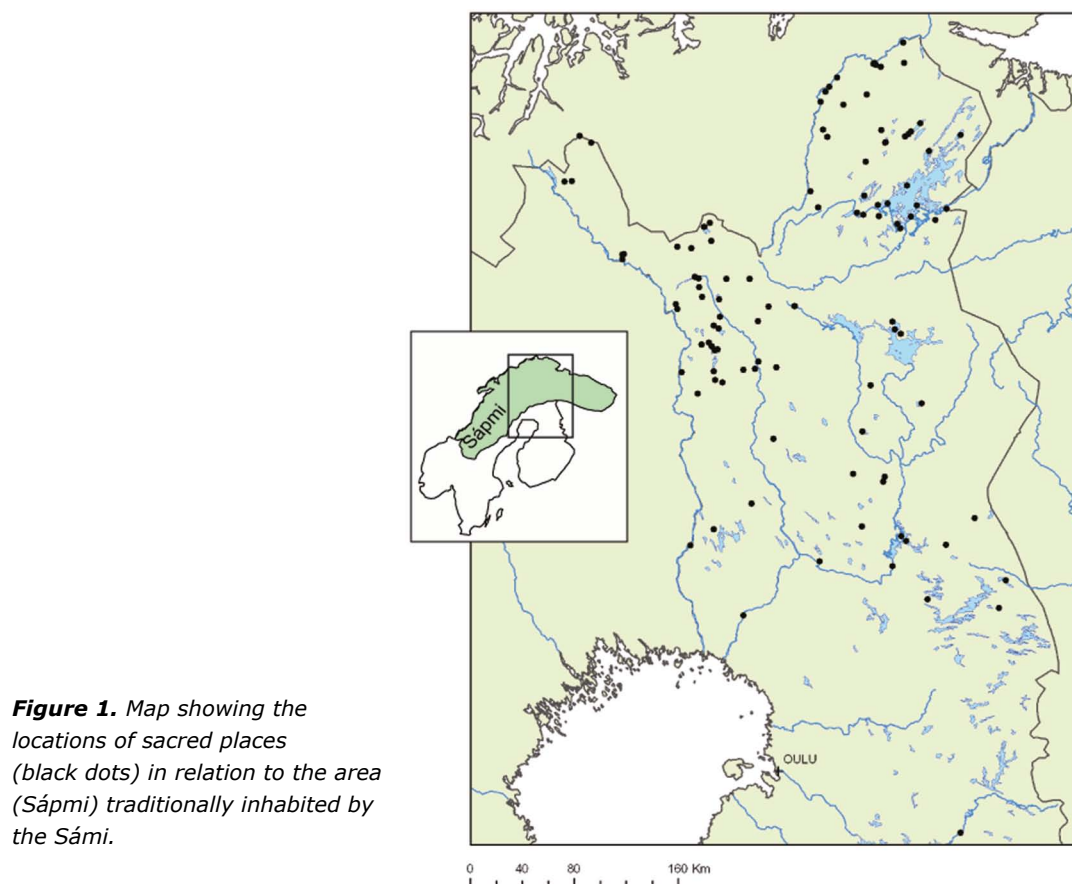 Sápmi
OULU
Figure 1. Map showing the
locations of sacred places
(black dots) in relation to the area
(Sápmi) traditionally inhabited by
the Sámi.
0 40 80 160 Km